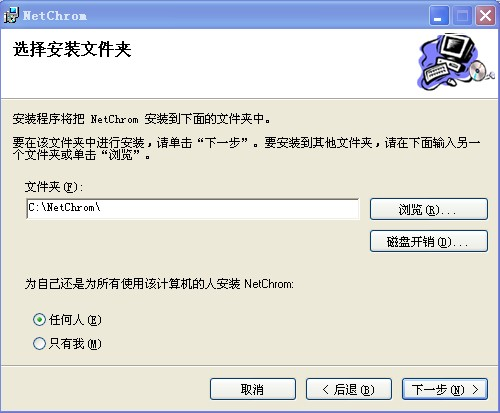 NetChrom
选择安装文件夹
安装程序将把 NetChrom 安装到下面的文件夹中。
要在该文件夹中进行安装，请单击“下一步”。要安装到其他文件夹，请在下面输入另一
个文件夹或单击“浏览”。
文件夹(F):
C:\NetChrom\
浏览(R)...
磁盘开销(D)...
为自己还是为所有使用该计算机的人安装 NetChrom:
任何人(E)
只有我(M)
取消
< 后退(B)
下一步(N) >